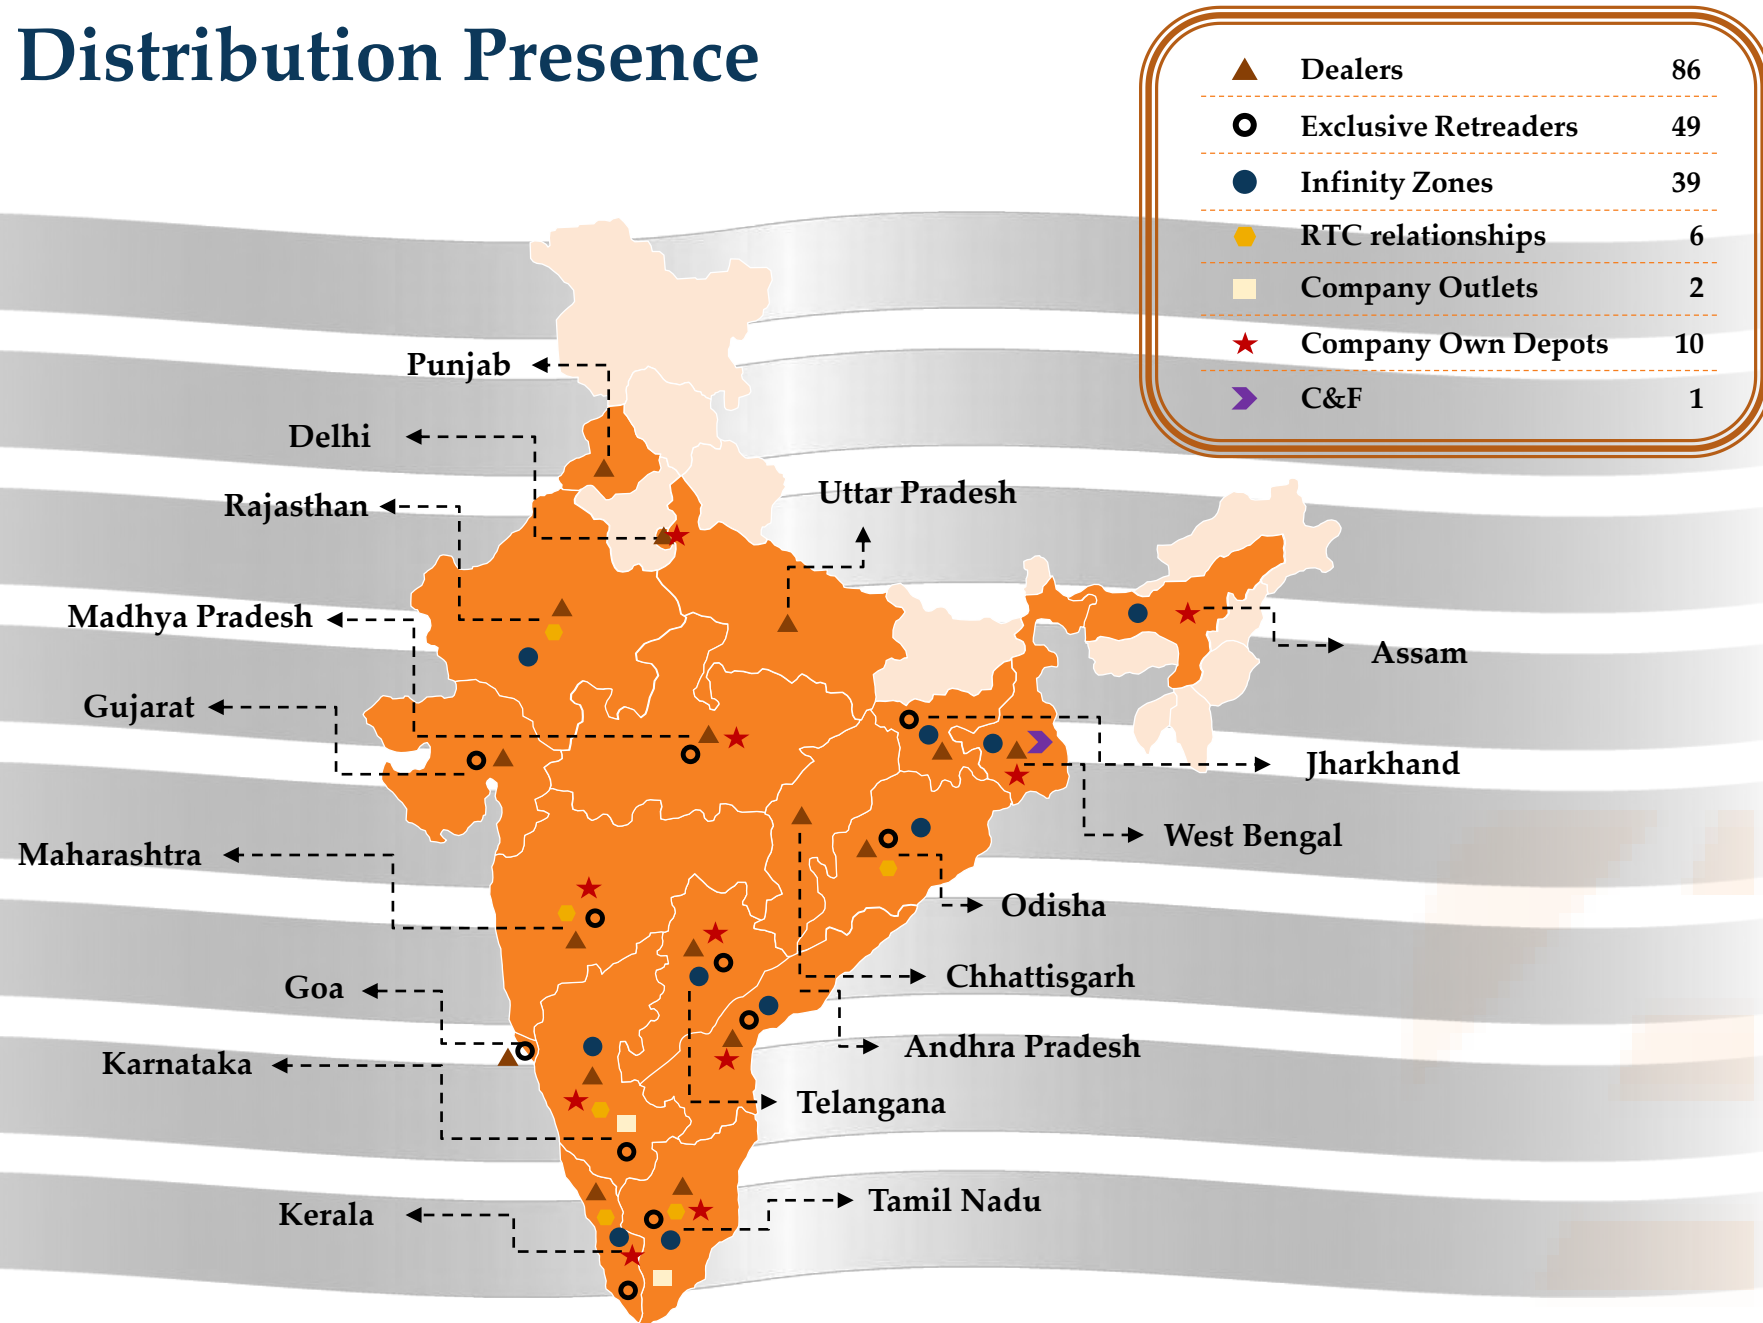 Distribution Presence
Dealers 86
Exclusive Retreaders 49
Infinity Zones 39
RTC relationships 6
Company Outlets 2
Company Own Depots 10
C&F 1
Punjab
Delhi
Rajasthan
Uttar Pradesh
Madhya Pradesh
Assam
Gujarat
Jharkhand
West Bengal
Maharashtra
Odisha
Chhattisgarh
Goa
Andhra Pradesh
Karnataka
Telangana
Tamil Nadu
Kerala